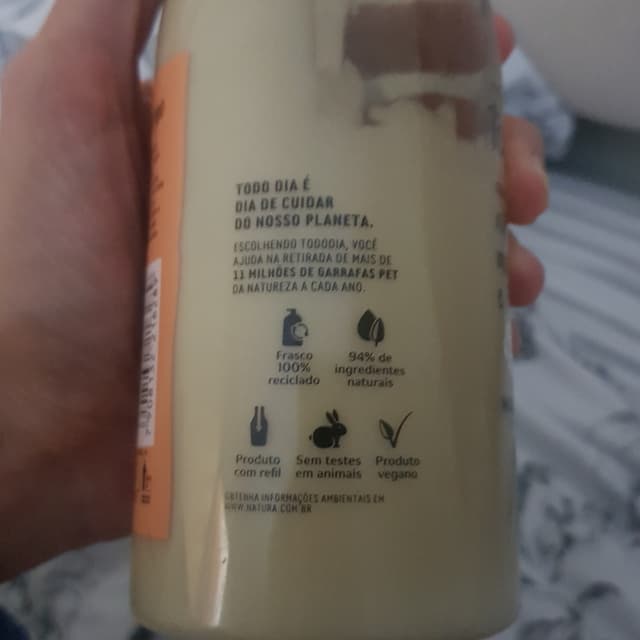 TODO DIA É
DIA DE CUIDAR
DO NOSSO PLANETA.
ESCOLHENDO TODODIA, VOCÊ
AJUDA NA RETIRADA DE MAIS DE
11 MILHÕES DE GARRAFAS PET
DA NATUREZA A CADA ANO.
Frasco
100%
reciclado
94% de
ingredientes
naturais
Produto
com refil
Sem testes
em animais
Produto
vegano
OBTENHA INFORMAÇÕES AMBIENTAIS EM
WWW.NATURA.COM.BR